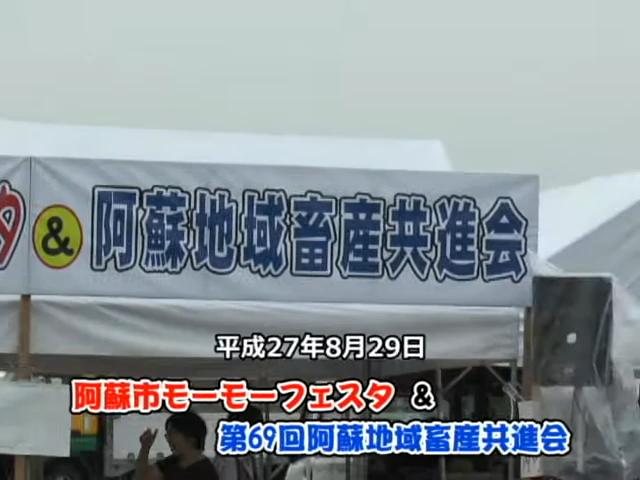 タ & 阿蘇地域畜産共進会
平成27年8月29日
阿蘇市モーモーフェスタ &
第69回阿蘇地域畜産共進会